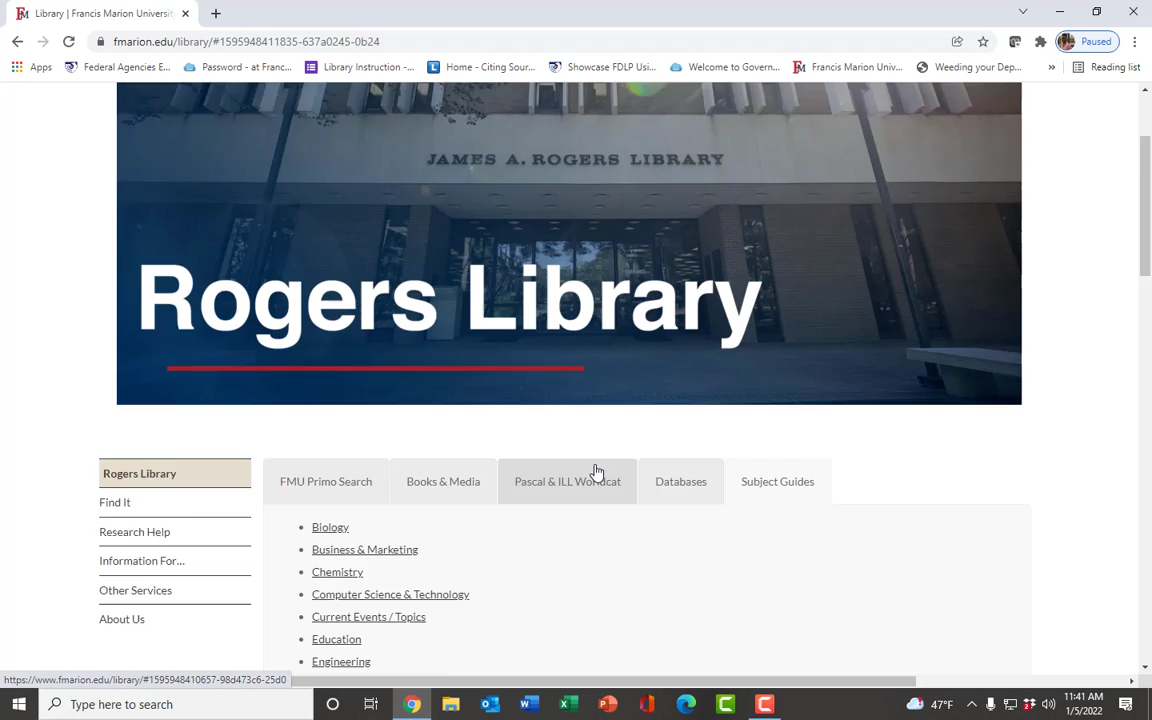 Library | Francis Marion Universit
fmarion.edu/library/#1595948411835-637a0245-0b24
Paused
Apps
Federal Agencies E...
Password - at Franc...
Library Instruction -...
Home - Citing Sour...
Showcase FDLP Usi...
Welcome to Govern...
Francis Marion Univ...
Weeding your Dep...
»
Reading list
JAMES A. ROGERS LIBRARY
Rogers Library
Rogers Library
Find It
Research Help
Information For...
Other Services
About Us
FMU Primo Search
Books & Media
Pascal & ILL Worldcat
Databases
Subject Guides
Biology
Business & Marketing
Chemistry
Computer Science & Technology
Current Events / Topics
Education
Engineering
https://www.fmarion.edu/library/#1595948410657-98d473c6-25d0
Type here to search
47°F
11:41 AM
1/5/2022